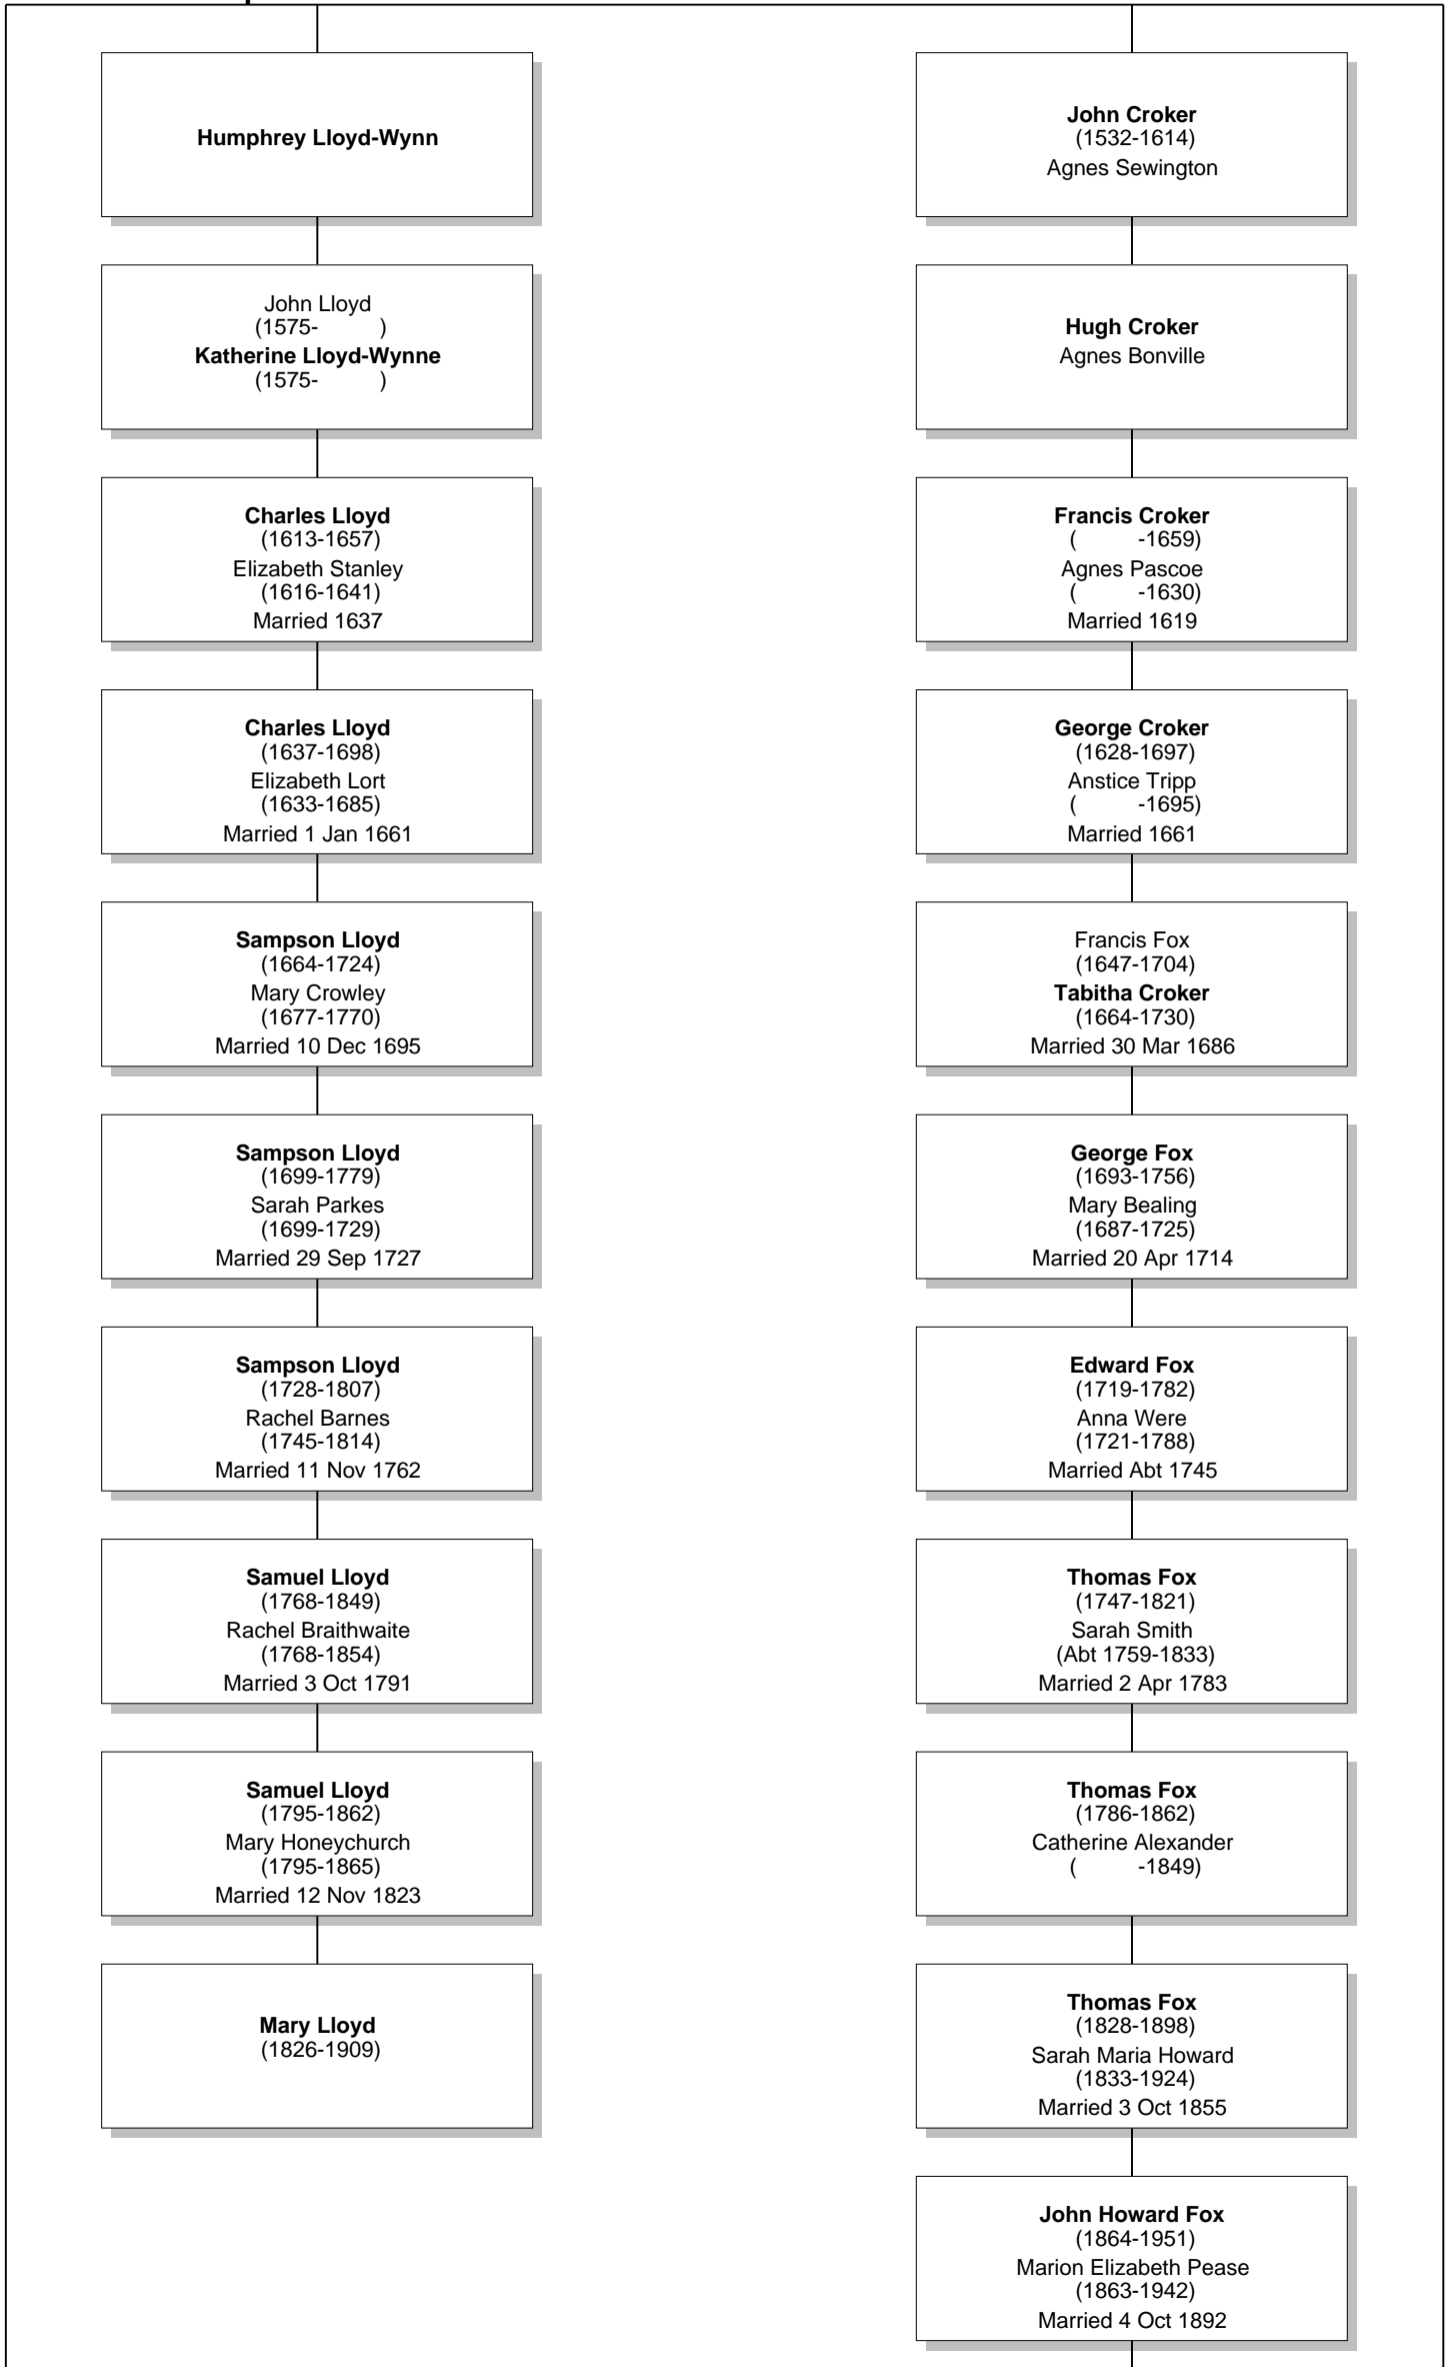 Humphrey Lloyd-Wynn
John Lloyd
(1575- )
Katherine Lloyd-Wynne
(1575- )
Charles Lloyd
(1613-1657)
Elizabeth Stanley
(1616-1641)
Married 1637
Charles Lloyd
(1637-1698)
Elizabeth Lort
(1633-1685)
Married 1 Jan 1661
Sampson Lloyd
(1664-1724)
Mary Crowley
(1677-1770)
Married 10 Dec 1695
Sampson Lloyd
(1699-1779)
Sarah Parkes
(1699-1729)
Married 29 Sep 1727
Sampson Lloyd
(1728-1807)
Rachel Barnes
(1745-1814)
Married 11 Nov 1762
Samuel Lloyd
(1768-1849)
Rachel Braithwaite
(1768-1854)
Married 3 Oct 1791
Samuel Lloyd
(1795-1862)
Mary Honeychurch
(1795-1865)
Married 12 Nov 1823
Mary Lloyd
(1826-1909)
John Croker
(1532-1614)
Agnes Sewington
Hugh Croker
Agnes Bonville
Francis Croker
( -1659)
Agnes Pascoe
( -1630)
Married 1619
George Croker
(1628-1697)
Anstice Tripp
( -1695)
Married 1661
Francis Fox
(1647-1704)
Tabitha Croker
(1664-1730)
Married 30 Mar 1686
George Fox
(1693-1756)
Mary Bealing
(1687-1725)
Married 20 Apr 1714
Edward Fox
(1719-1782)
Anna Were
(1721-1788)
Married Abt 1745
Thomas Fox
(1747-1821)
Sarah Smith
(Abt 1759-1833)
Married 2 Apr 1783
Thomas Fox
(1786-1862)
Catherine Alexander
( -1849)
Thomas Fox
(1828-1898)
Sarah Maria Howard
(1833-1924)
Married 3 Oct 1855
John Howard Fox
(1864-1951)
Marion Elizabeth Pease
(1863-1942)
Married 4 Oct 1892